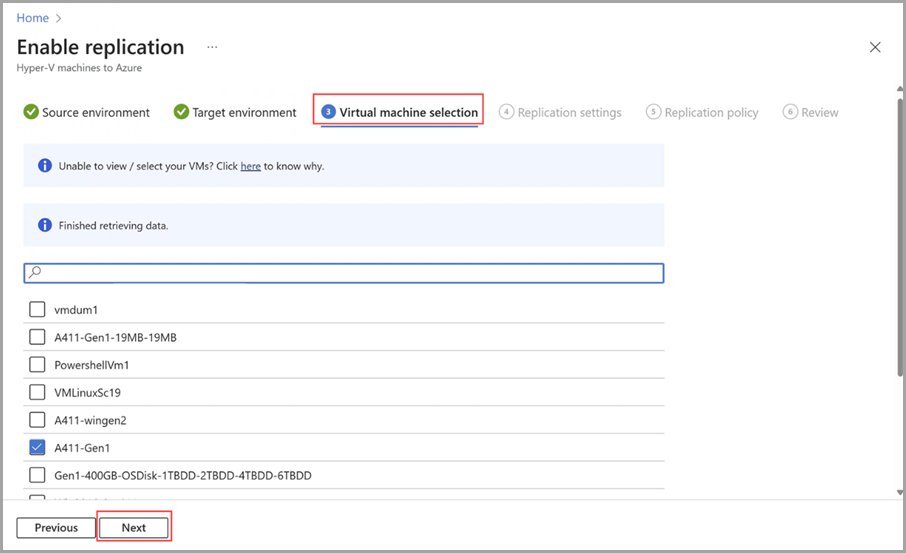 Home
Enable replication ...
Hyper-V machines to Azure
Source environment Target environment 3 Virtual machine selection 4 Replication settings 5 Replication policy 6 Review
Unable to view / select your VMs? Click here to know why.
Finished retrieving data.
vmdum1
A411-Gen1-19MB-19MB
PowershellVm1
VMLinuxSc19
A411-wingen2
A411-Gen1
Gen1-400GB-OSDisk-1TBDD-2TBDD-4TBDD-6TBDD
Previous Next